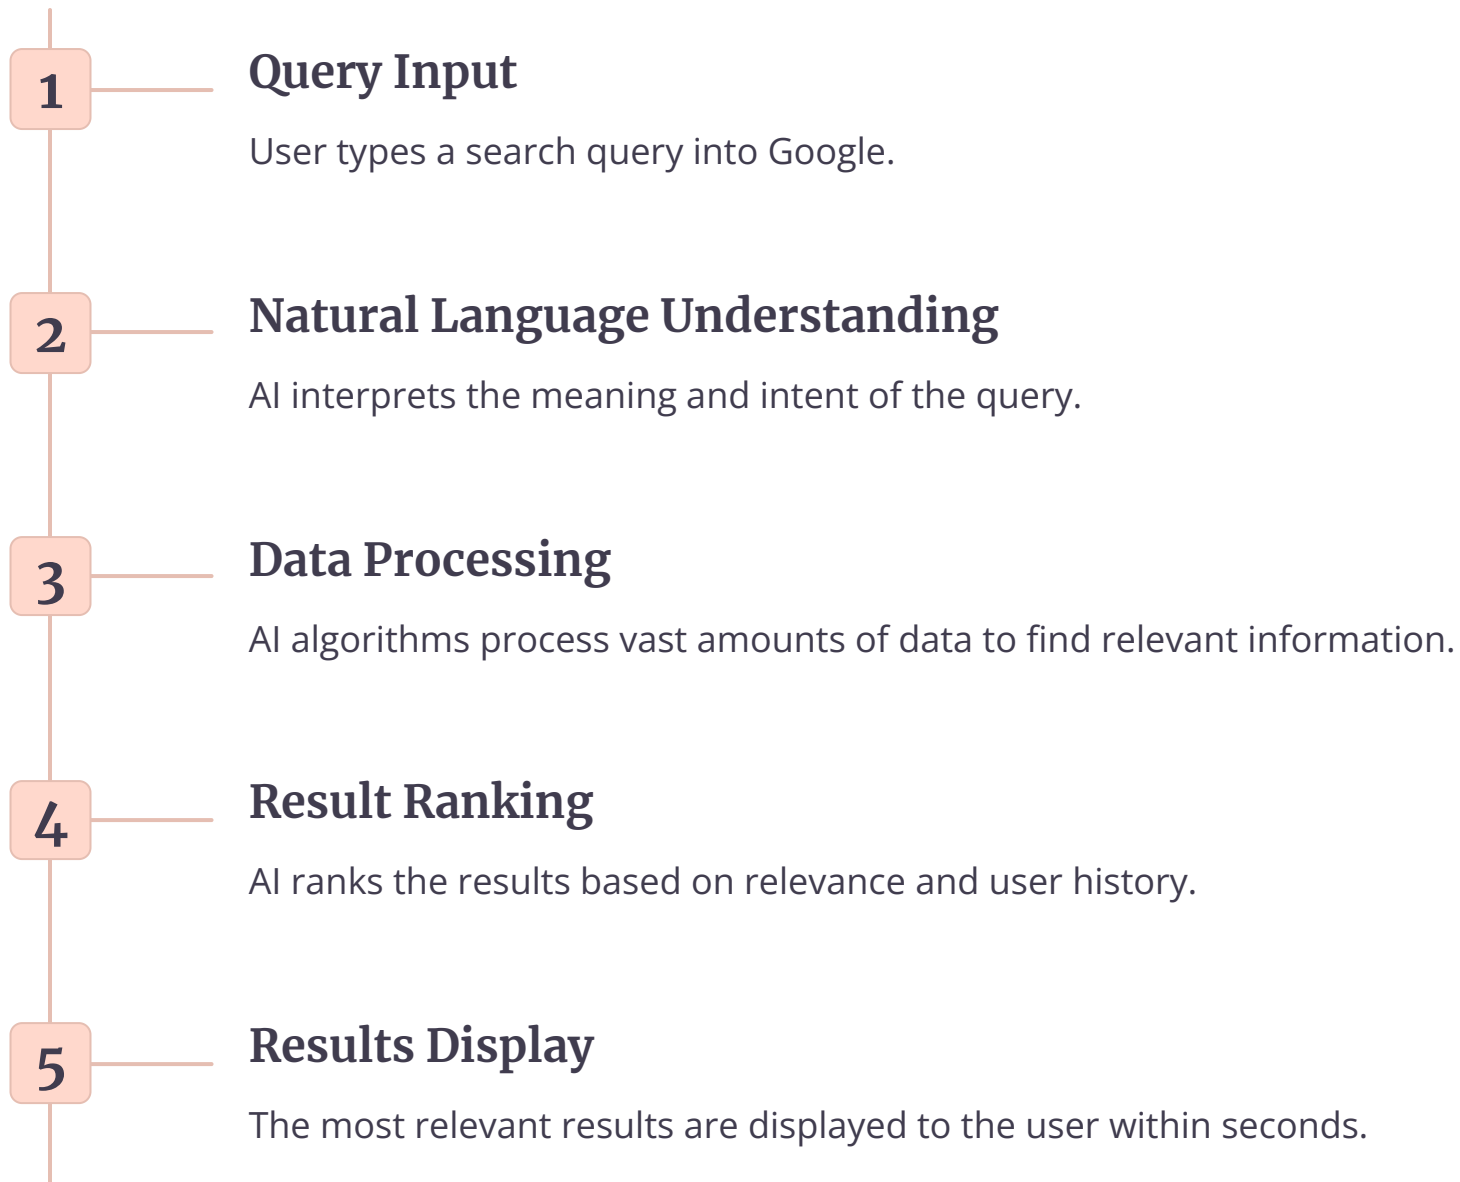 1
Query Input
User types a search query into Google.
2
Natural Language Understanding
AI interprets the meaning and intent of the query.
3
Data Processing
AI algorithms process vast amounts of data to find relevant information.
4
Result Ranking
AI ranks the results based on relevance and user history.
5
Results Display
The most relevant results are displayed to the user within seconds.